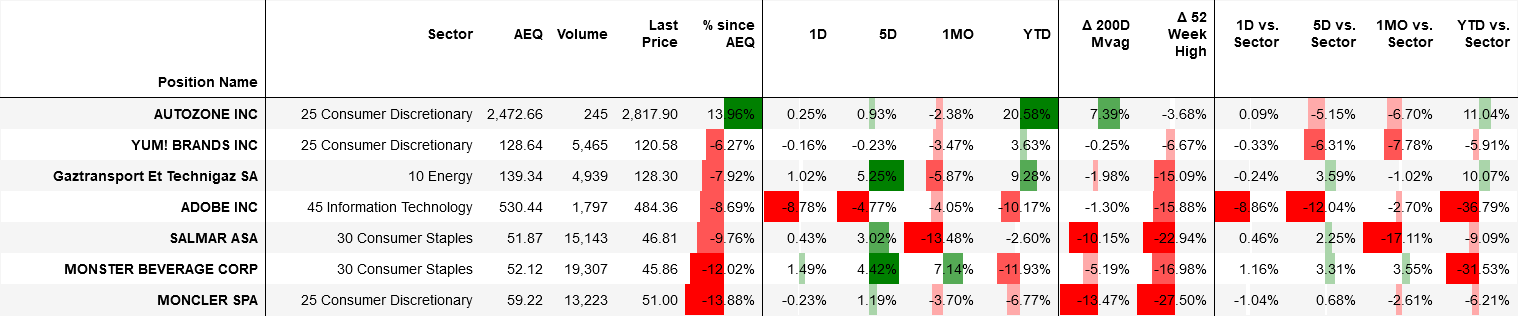 Position Name Sector AEQ Volume Last Price % since AEQ 1D 5D 1MO YTD Δ 200D Mvag Δ 52 Week High 1D vs. Sector 5D vs. Sector 1MO vs. Sector YTD vs. Sector
AUTOZONE INC 25 Consumer Discretionary 2,472.66 245 2,817.90 13.96% 0.25% 0.93% -2.38% 20.58% 7.39% -3.68% 0.09% -5.15% -6.70% 11.04%
YUM! BRANDS INC 25 Consumer Discretionary 128.64 5,465 120.58 -6.27% -0.16% -0.23% -3.47% 3.63% -0.25% -6.67% -0.33% -6.31% -7.78% -5.91%
Gaztransport Et Technigaz SA 10 Energy 139.34 4,939 128.30 -7.92% 1.02% 5.25% -5.87% 9.28% -1.98% -15.09% -0.24% 3.59% -1.02% 10.07%
ADOBE INC 45 Information Technology 530.44 1,797 484.36 -8.69% -8.78% -4.77% -4.05% -10.17% -1.30% -15.88% -8.86% -12.04% -2.70% -36.79%
SALMAR ASA 30 Consumer Staples 51.87 15,143 46.81 -9.76% 0.43% 3.02% -13.48% -2.60% -10.15% -22.94% 0.46% 2.25% -17.11% -9.09%
MONSTER BEVERAGE CORP 30 Consumer Staples 52.12 19,307 45.86 -12.02% 1.49% 4.42% 7.14% -11.93% -5.19% -16.98% 1.16% 3.31% 3.55% -31.53%
MONCLER SPA 25 Consumer Discretionary 59.22 13,223 51.00 -13.88% -0.23% 1.19% -3.70% -6.77% -13.47% -27.50% -1.04% 0.68% -2.61% -6.21%